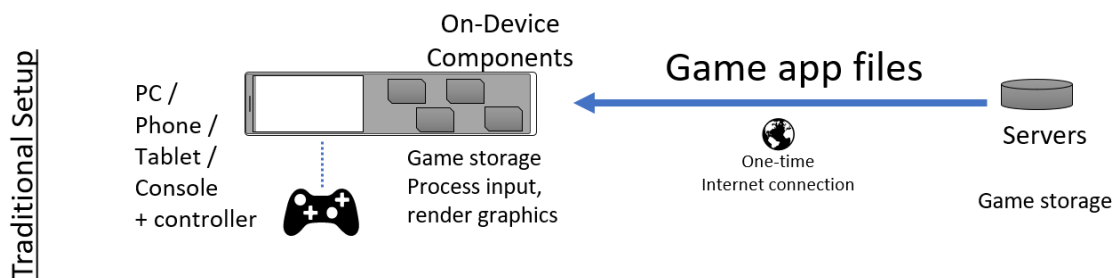 Traditional Setup
PC /
Phone /
Tablet /
Console
+ controller
On-Device
Components
Game storage
Process input,
render graphics
Game app files
One-time
Internet connection
Servers
Game storage